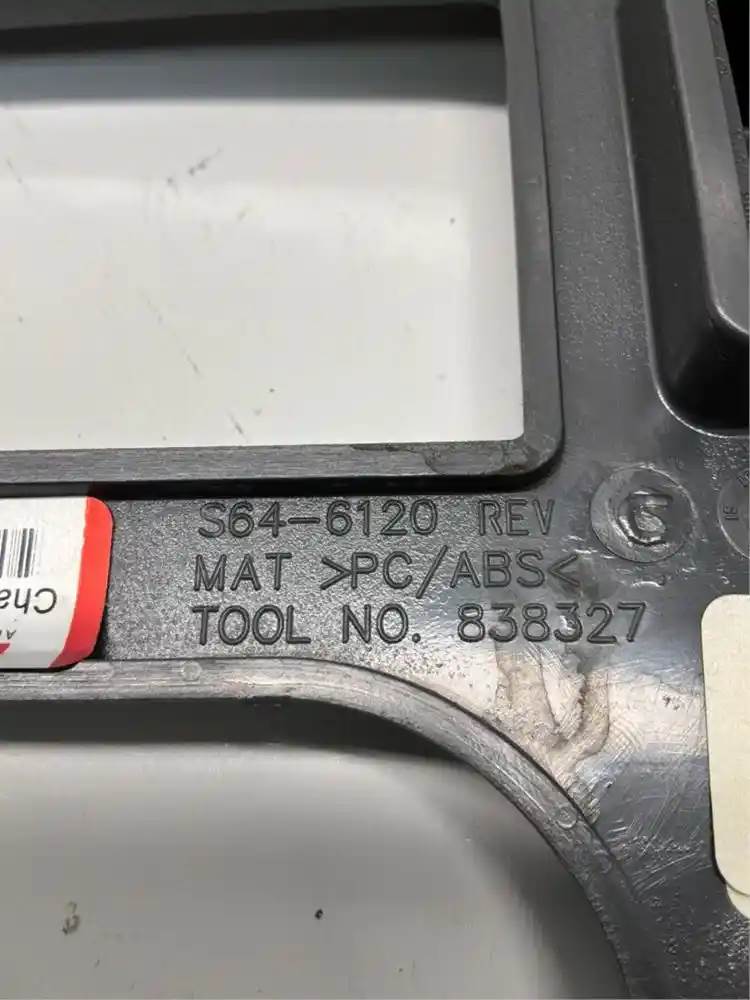 S64-6120 REV
MAT >PC/ABS<
TOOL NO. 838327
Cha